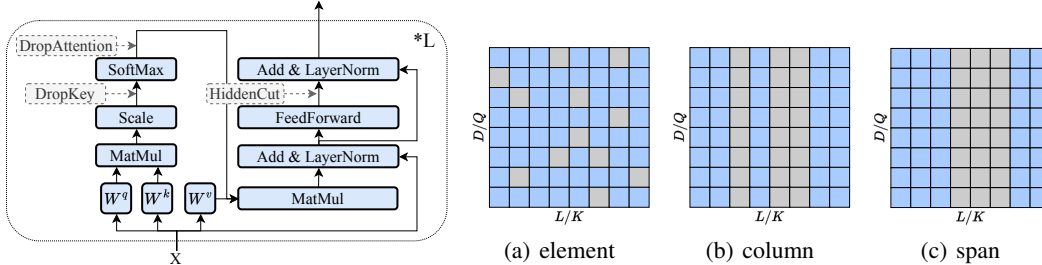 DropAttention
*L
SoftMax
Add & LayerNorm
DropKey
HiddenCut
Scale
FeedForward
MatMul
Add & LayerNorm
W^q
W^k
W^v
MatMul
X
D/Q
L/K
(a) element
D/Q
L/K
(b) column
D/Q
L/K
(c) span